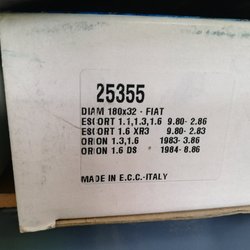 25355
DIAM 180x32 - FIAT
ESCORT 1.1,1.3,1.6 9.80- 2.86
ESCORT 1.6 XR3 9.80- 2.83
ORION 1.3,1.6 1983- 3.86
ORION 1.6 DS 1984- 8.86
MADE IN E.C.C.-ITALY